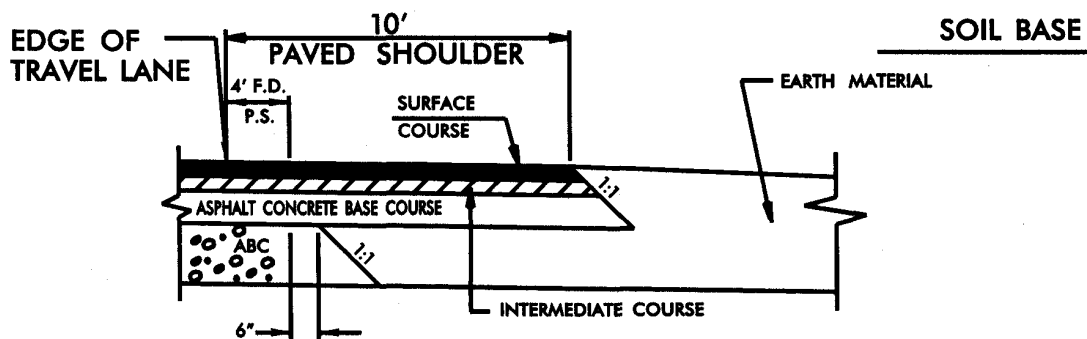 10'
SOIL BASE
EDGE OF
TRAVEL LANE
PAVED SHOULDER
4' F.D.
P.S.
SURFACE
COURSE
EARTH MATERIAL
1:1
ASPHALT CONCRETE BASE COURSE
ABC
1:1
INTERMEDIATE COURSE
6"